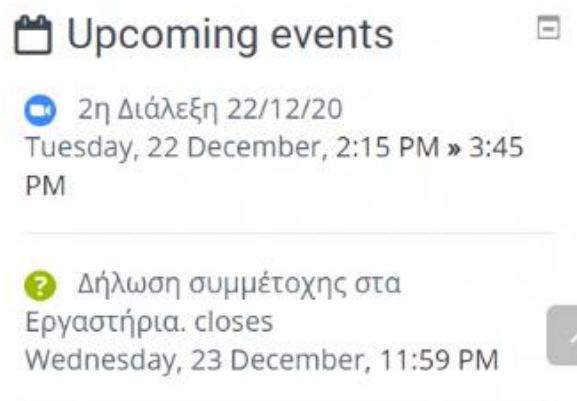 Upcoming events
2η Διάλεξη 22/12/20
Tuesday, 22 December, 2:15 PM » 3:45
PM
Δήλωση συμμέτοχης στα
Εργαστήρια. closes
Wednesday, 23 December, 11:59 PM